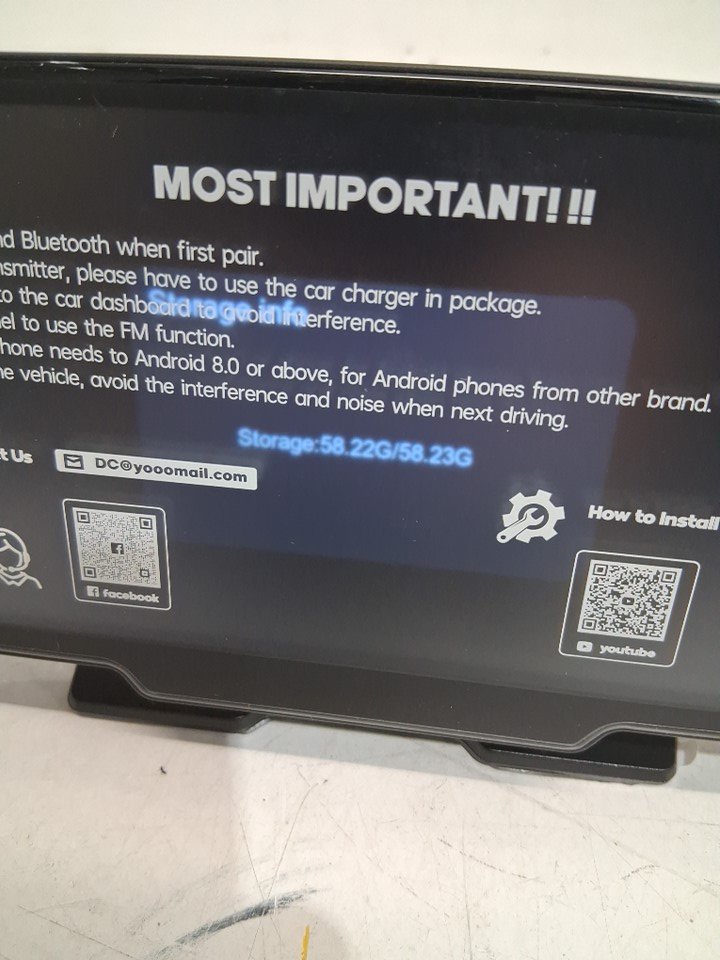 MOST IMPORTANT! !!
nd Bluetooth when first pair.
nsmitter, please have to use the car charger in package.
to the car dashboard to avoid interference.
Storage info
el to use the FM function.
hone needs to Android 8.0 or above, for Android phones from other brand.
he vehicle, avoid the interference and noise when next driving.
Storage:58.22G/58.23G
t Us
DC@yooomail.com
How to Install
facebook
youtube